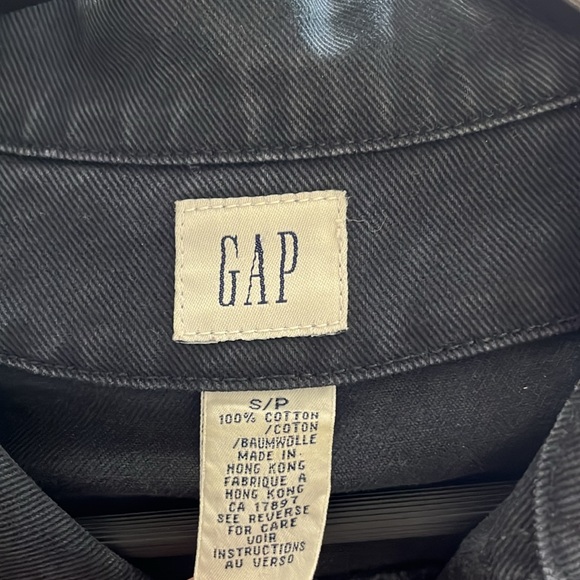 GAP
S/P
100% COTTON
/COTON
/BAUMWOLLE
MADE IN
HONG KONG
FABRIQUE A
HONG KONG
CA 17897
SEE REVERSE
FOR CARE
VOIR
INSTRUCTIONS
AU VERSO